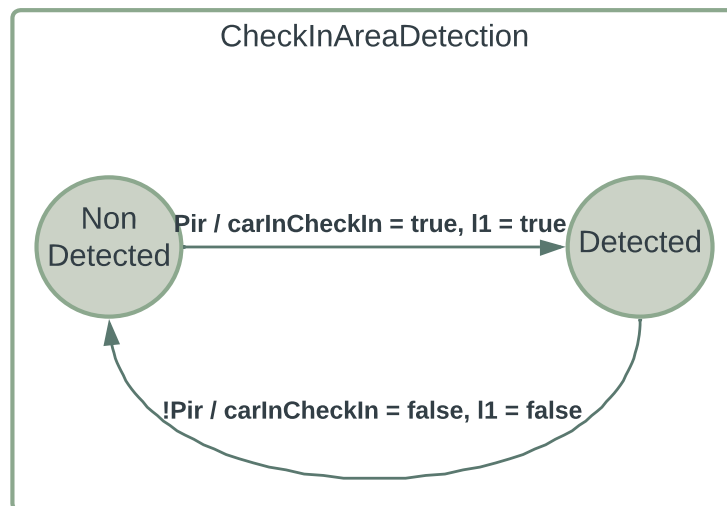 CheckInAreaDetection
Non
Detected
Pir / carInCheckIn = true, l1 = true
Detected
!Pir / carInCheckIn = false, l1 = false